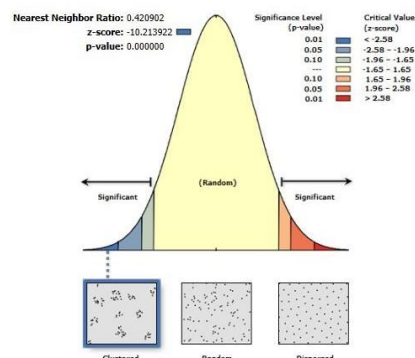 Nearest Neighbor Ratio: 0.420902
z-score: -10.213922
p-value: 0.000000
Significance Level (p-value)
Critical Value (z-score)
0.01 < -2.58
0.05 -2.58 – -1.96
0.10 -1.96 – -1.65
--- -1.65 - 1.65
0.10 1.65 – 1.96
0.05 1.96 – 2.58
0.01 > 2.58
(Random)
Significant
Significant
Clustered
Random
Dispersed